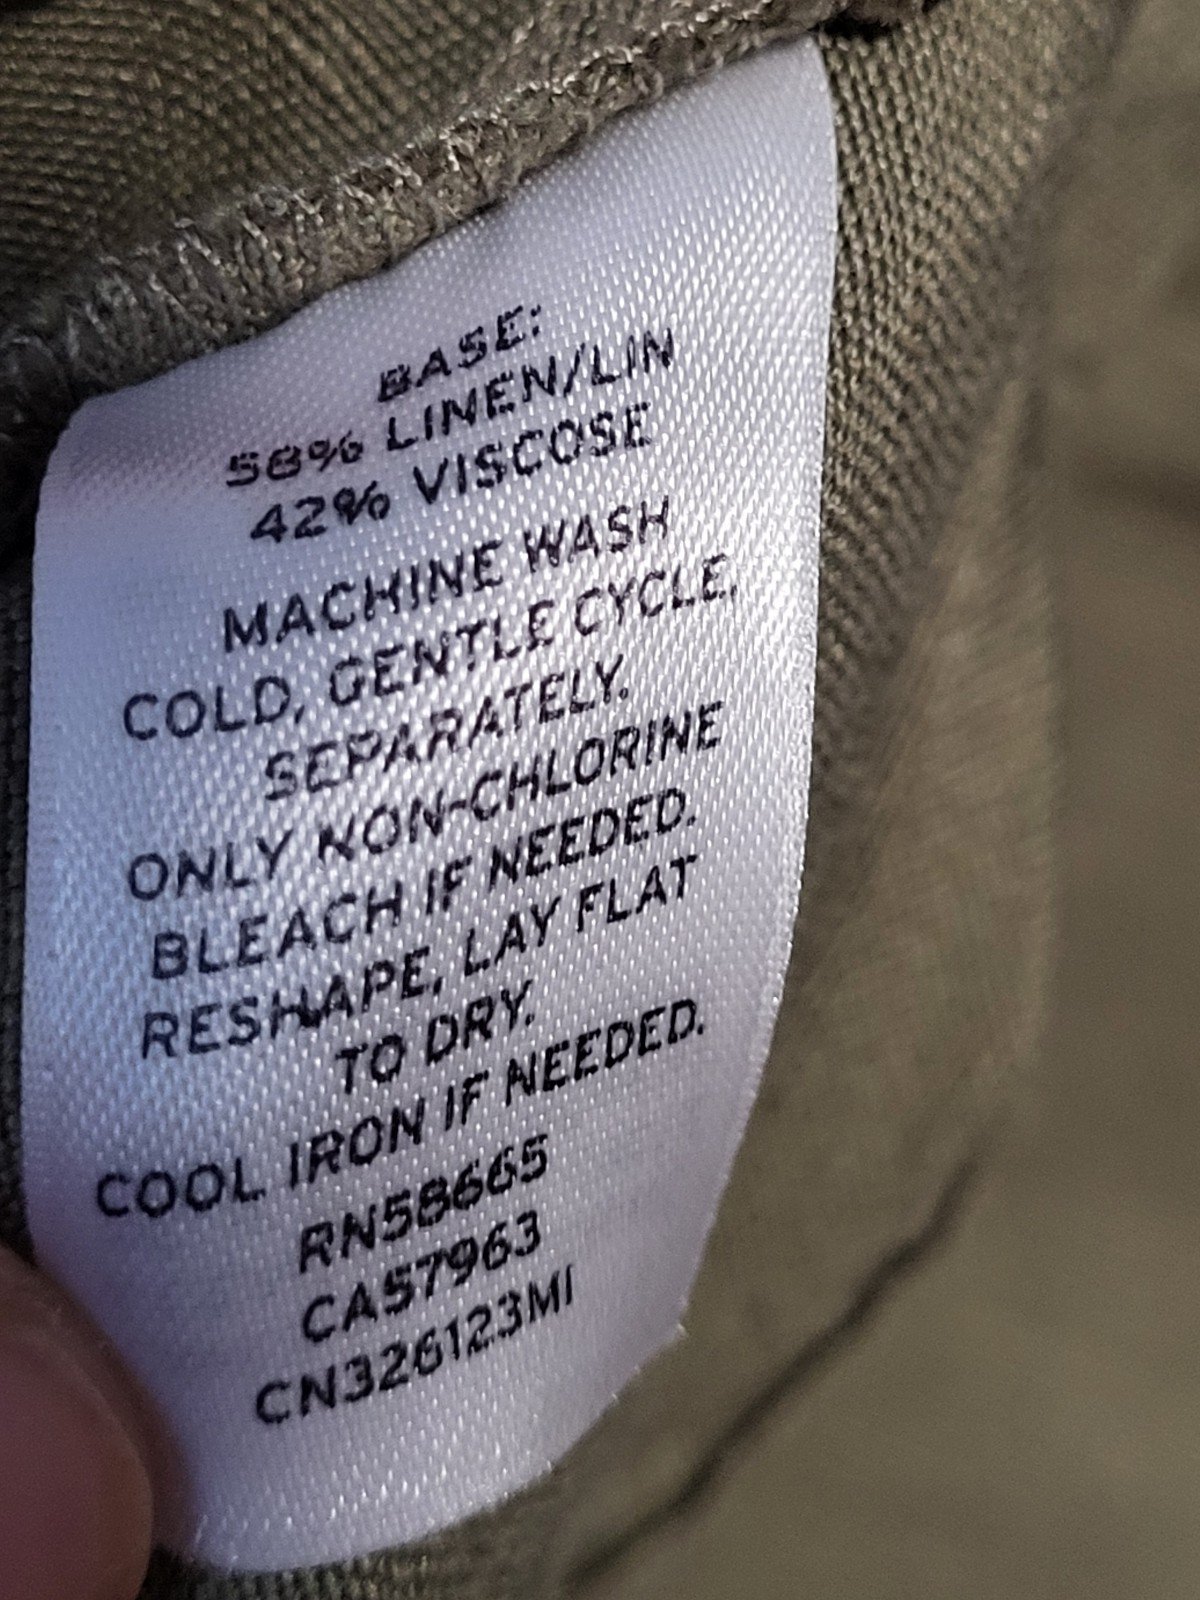 BASE:
58% LINEN/LIN
42% VISCOSE
MACHINE WASH
COLD, GENTLE CYCLE,
SEPARATELY.
ONLY NON-CHLORINE
BLEACH IF NEEDED.
RESHAPE, LAY FLAT
TO DRY.
COOL IRON IF NEEDED.
RN58665
CA57963
CN326123MI